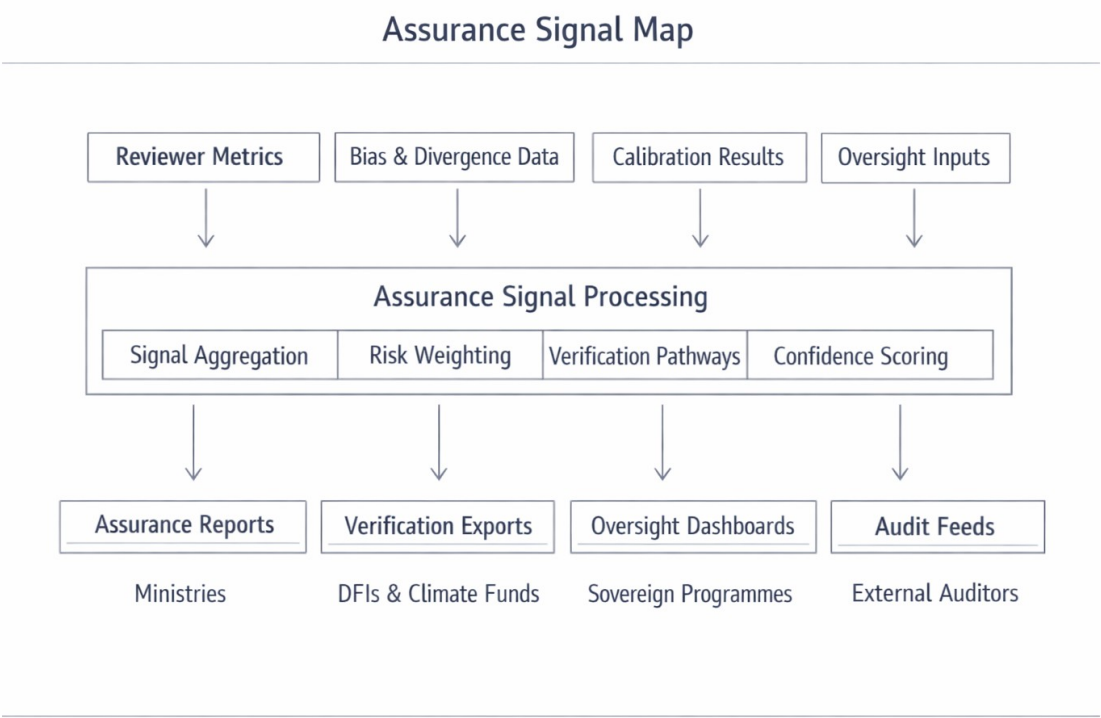 Assurance Signal Map
Reviewer Metrics
Bias & Divergence Data
Calibration Results
Oversight Inputs
Assurance Signal Processing
Signal Aggregation
Risk Weighting
Verification Pathways
Confidence Scoring
Assurance Reports
Verification Exports
Oversight Dashboards
Audit Feeds
Ministries
DFIs & Climate Funds
Sovereign Programmes
External Auditors